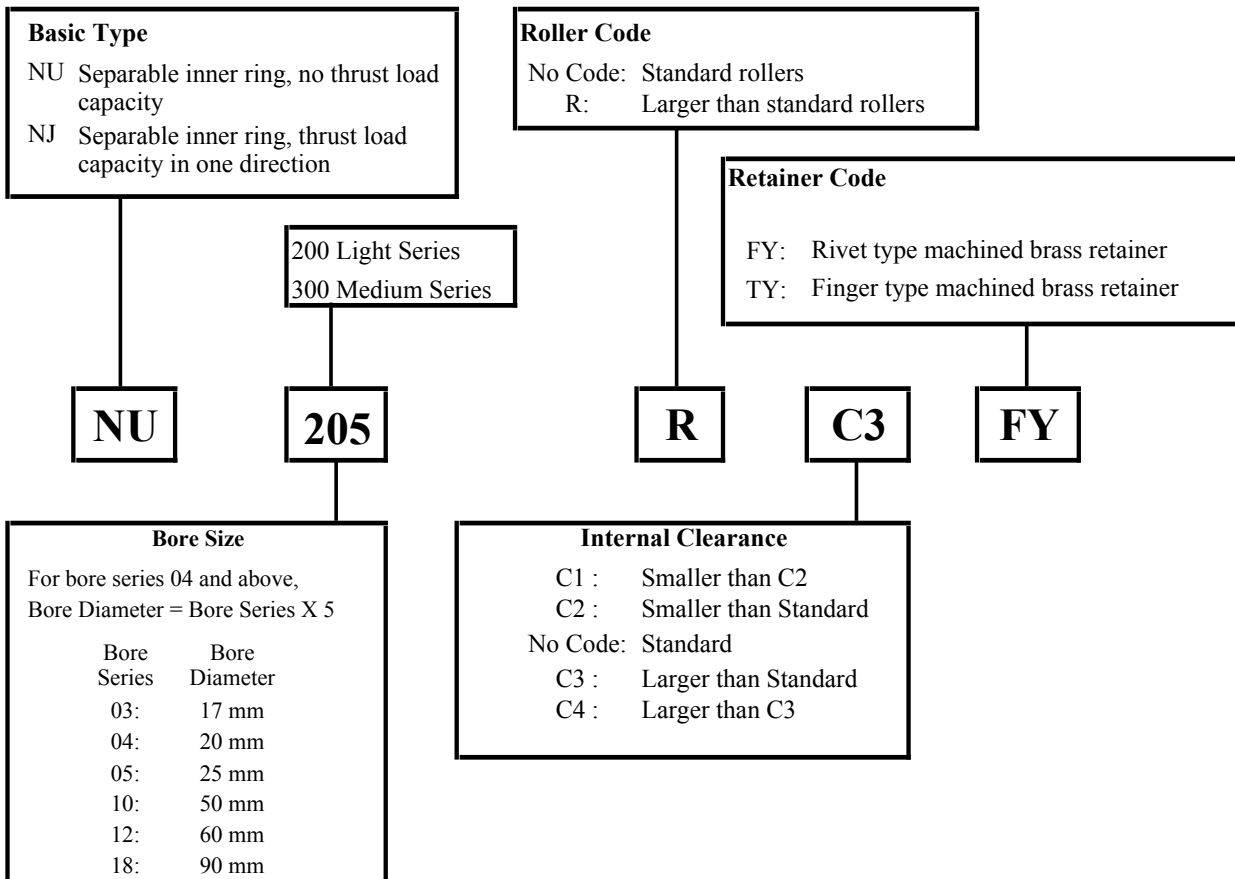 Basic Type
NU Separable inner ring, no thrust load
capacity
NJ Separable inner ring, thrust load
capacity in one direction
Roller Code
No Code: Standard rollers
R: Larger than standard rollers
Retainer Code
FY: Rivet type machined brass retainer
TY: Finger type machined brass retainer
200 Light Series
300 Medium Series
NU
205
R
C3
FY
Bore Size
For bore series 04 and above,
Bore Diameter = Bore Series X 5
Bore Bore
Series Diameter
03: 17 mm
04: 20 mm
05: 25 mm
10: 50 mm
12: 60 mm
18: 90 mm
Internal Clearance
C1 : Smaller than C2
C2 : Smaller than Standard
No Code: Standard
C3 : Larger than Standard
C4 : Larger than C3